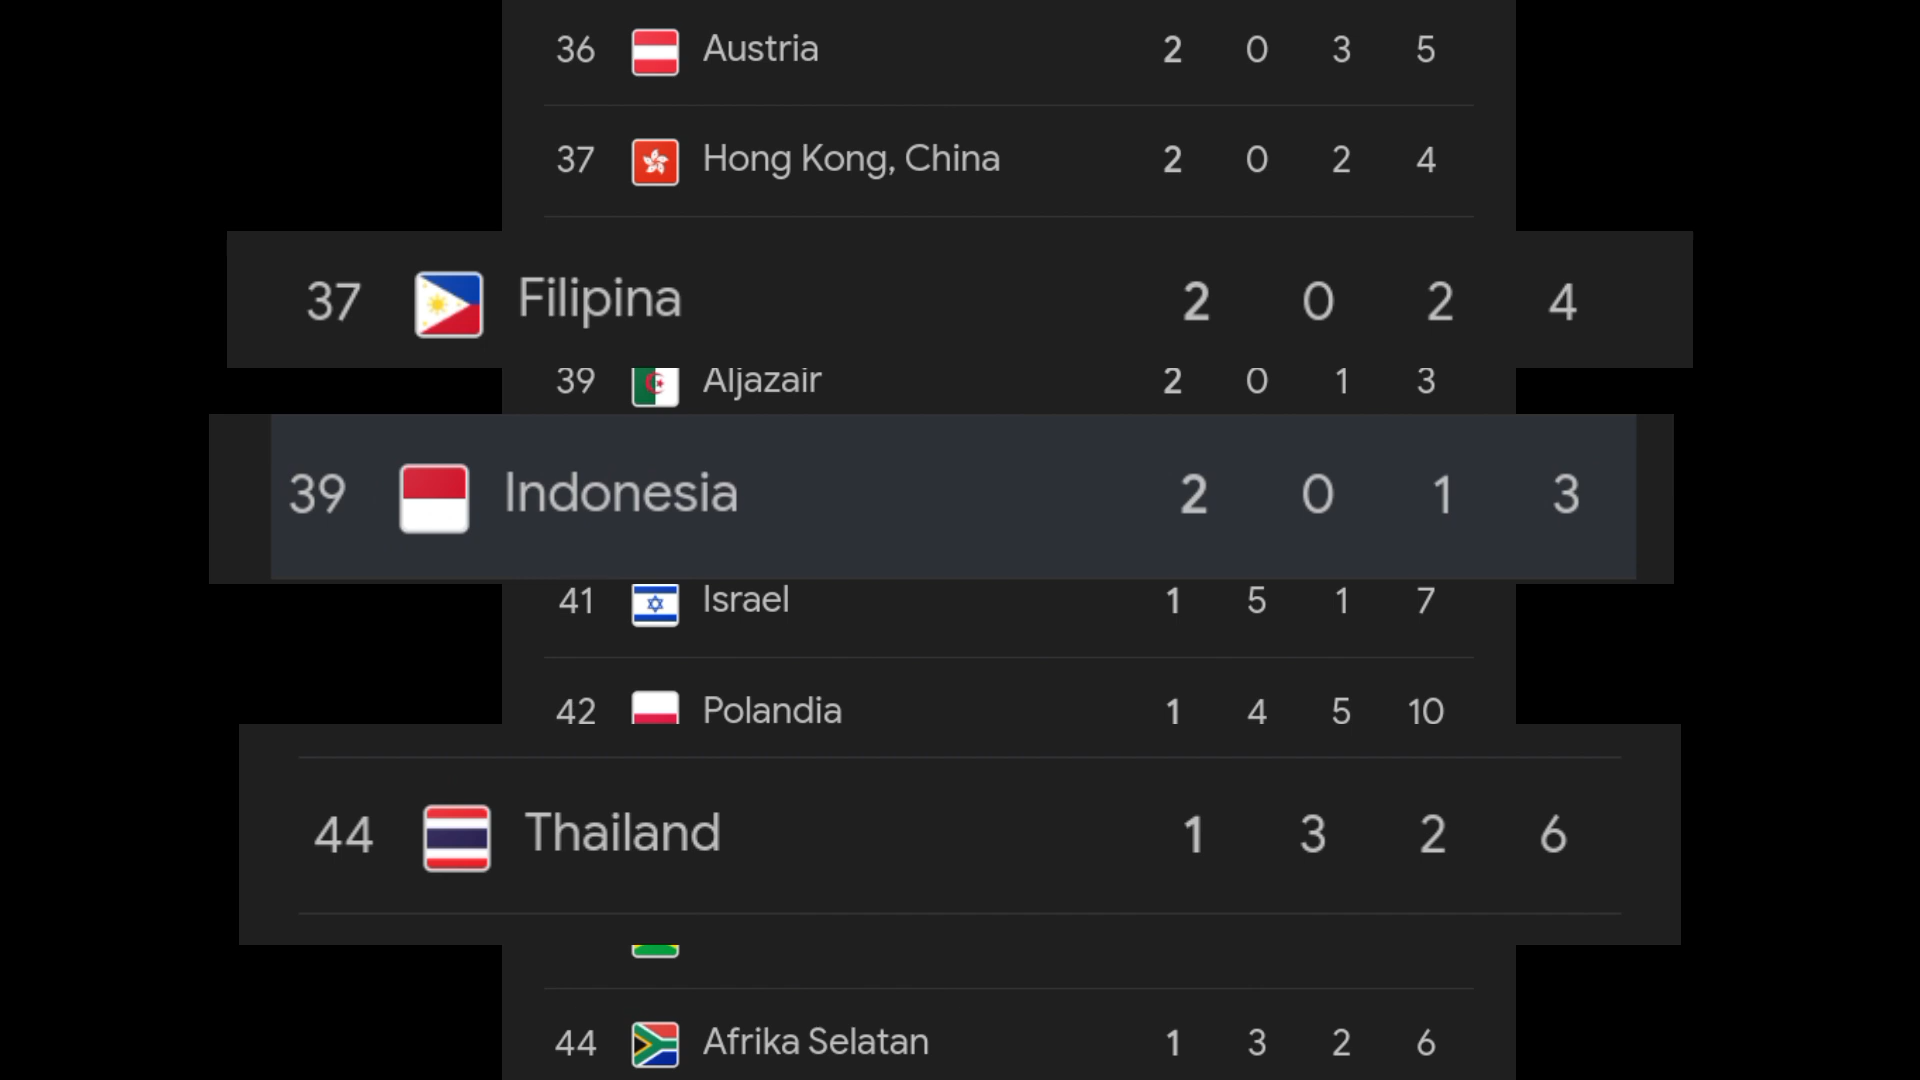 36 Austria 2 0 3 5
37 Hong Kong, China 2 0 2 4
37 Filipina 2 0 2 4
39 Aljazair 2 0 1 3
39 Indonesia 2 0 1 3
41 Israel 1 5 1 7
42 Polandia 1 4 5 10
44 Thailand 1 3 2 6
44 Afrika Selatan 1 3 2 6